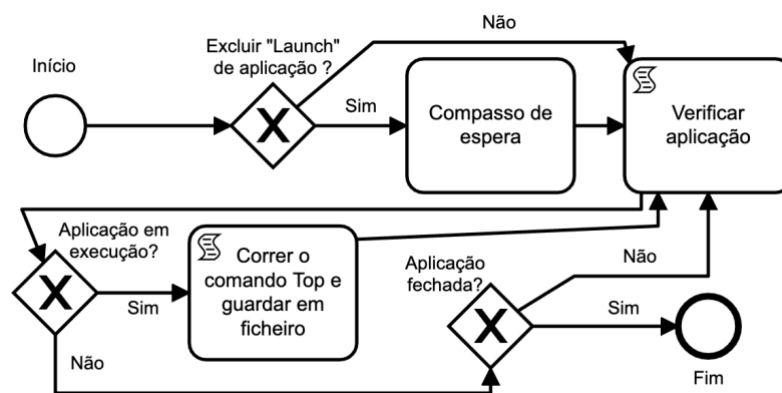 Início
Excluir "Launch"
de aplicação ?
Não
Sim
Compasso de
espera
Verificar
aplicação
Aplicação em
execução?
Sim
Não
Correr o
comando Top e
guardar em
ficheiro
Aplicação
fechada?
Não
Sim
Fim